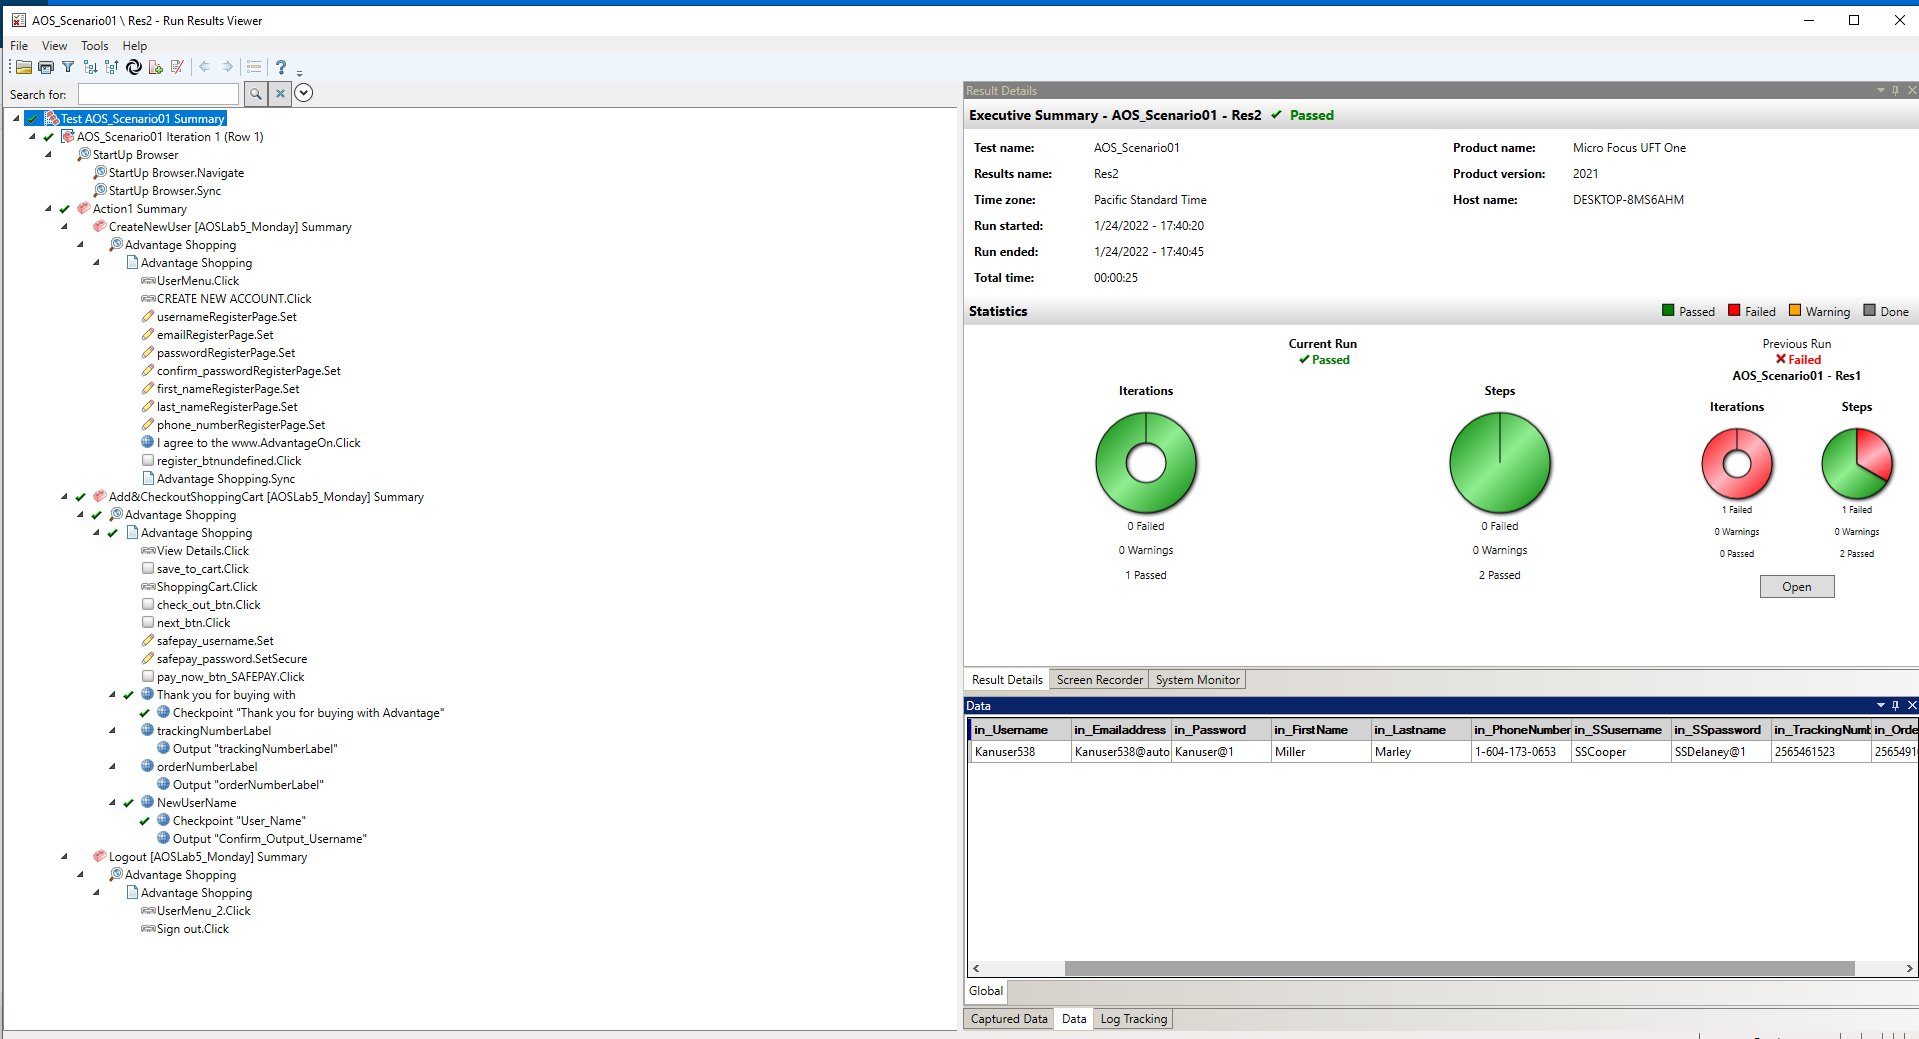 AOS_Scenario01 \ Res2 - Run Results Viewer
File View Tools Help
Search for:
Test AOS_Scenario01 Summary
AOS_Scenario01 Iteration 1 (Row 1)
StartUp Browser
StartUp Browser.Navigate
StartUp Browser.Sync
Action1 Summary
CreateNewUser [AOSLab5_Monday] Summary
Advantage Shopping
Advantage Shopping
UserMenu.Click
CREATE NEW ACCOUNT.Click
usernameRegisterPage.Set
emailRegisterPage.Set
passwordRegisterPage.Set
confirm_passwordRegisterPage.Set
first_nameRegisterPage.Set
last_nameRegisterPage.Set
phone_numberRegisterPage.Set
I agree to the www.AdvantageOn.Click
register_btnundefined.Click
Advantage Shopping.Sync
Add&CheckoutShoppingCart [AOSLab5_Monday] Summary
Advantage Shopping
Advantage Shopping
View Details.Click
save_to_cart.Click
ShoppingCart.Click
check_out_btn.Click
next_btn.Click
safepay_username.Set
safepay_password.SetSecure
pay_now_btn_SAFEPAY.Click
Thank you for buying with
Checkpoint "Thank you for buying with Advantage"
trackingNumberLabel
Output "trackingNumberLabel"
orderNumberLabel
Output "orderNumberLabel"
NewUserName
Checkpoint "User_Name"
Output "Confirm_Output_Username"
Logout [AOSLab5_Monday] Summary
Advantage Shopping
Advantage Shopping
UserMenu_2.Click
Sign out.Click
Result Details
Executive Summary - AOS_Scenario01 - Res2 Passed
Test name: AOS_Scenario01 Product name: Micro Focus UFT One
Results name: Res2 Product version: 2021
Time zone: Pacific Standard Time Host name: DESKTOP-8MS6AHM
Run started: 1/24/2022 - 17:40:20
Run ended: 1/24/2022 - 17:40:45
Total time: 00:00:25
Statistics Passed Failed Warning Done
Current Run
Passed
Iterations Steps
0 Failed 0 Failed
0 Warnings 0 Warnings
1 Passed 2 Passed
Previous Run
Failed
AOS_Scenario01 - Res1
Iterations Steps
1 Failed 1 Failed
0 Warnings 0 Warnings
0 Passed 2 Passed
Open
Result Details Screen Recorder System Monitor
Data
in_Username in_Emailaddress in_Password in_FirstName in_Lastname in_PhoneNumber in_SSusername in_SSpassword in_TrackingNumb in_Orde
Kanuser538 Kanuser538@auto Kanuser@1 Miller Marley 1-604-173-0653 SSCooper SSDelaney@1 2565461523 2565491
Global
Captured Data Data Log Tracking